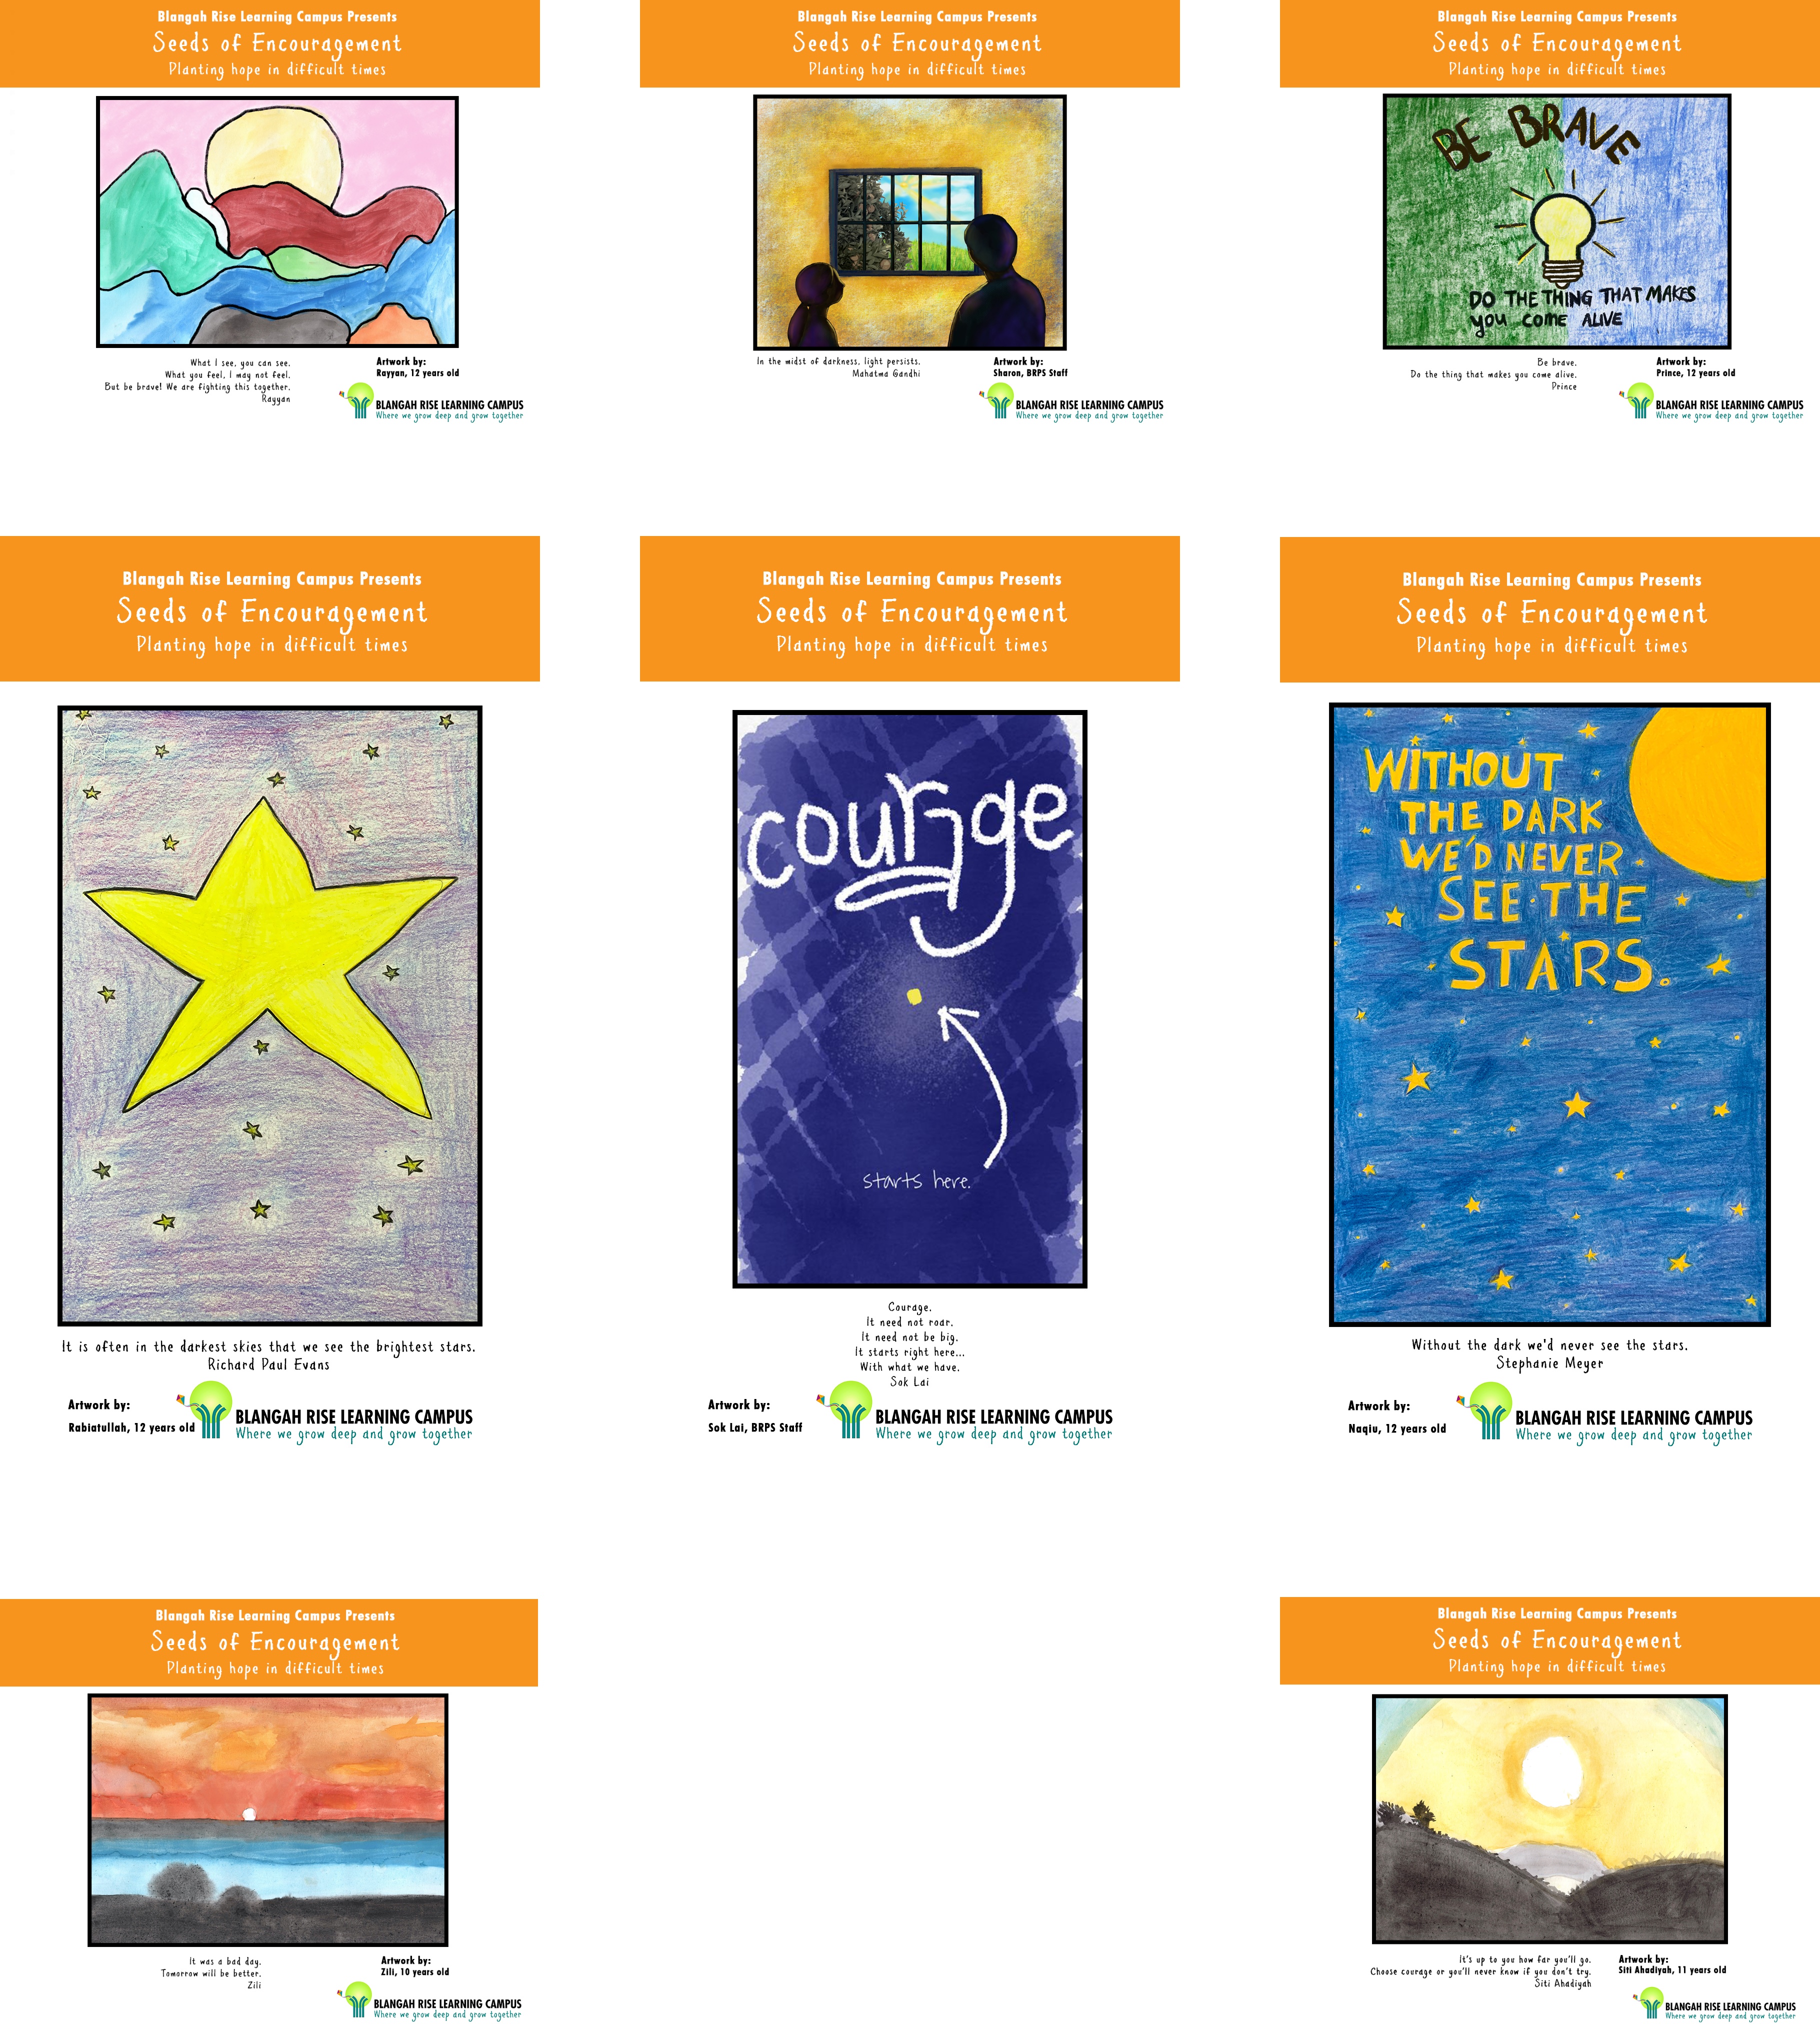 Blangah Rise Learning Campus Presents
Seeds of Encouragement
Planting hope in difficult times
What I see, you can see.
What you feel, I may not feel.
But be brave! We are fighting this together.
Rayyan
Artwork by:
Rayyan, 12 years old
BLANGAH RISE LEARNING CAMPUS
Where we grow deep and grow together
Blangah Rise Learning Campus Presents
Seeds of Encouragement
Planting hope in difficult times
In the midst of darkness, light persists.
Mahatma Gandhi
Artwork by:
Sharon, BRPS Staff
BLANGAH RISE LEARNING CAMPUS
Where we grow deep and grow together
Blangah Rise Learning Campus Presents
Seeds of Encouragement
Planting hope in difficult times
BE BRAVE
DO THE THING THAT MAKES
YOU COME ALIVE
Be brave.
Do the thing that makes you come alive.
Prince
Artwork by:
Prince, 12 years old
BLANGAH RISE LEARNING CAMPUS
Where we grow deep and grow together
Blangah Rise Learning Campus Presents
Seeds of Encouragement
Planting hope in difficult times
It is often in the darkest skies that we see the brightest stars.
Richard Paul Evans
Artwork by:
Rabiatullah, 12 years old
BLANGAH RISE LEARNING CAMPUS
Where we grow deep and grow together
Blangah Rise Learning Campus Presents
Seeds of Encouragement
Planting hope in difficult times
courage
starts here.
Courage.
It need not roar.
It need not be big.
It starts right here...
With what we have.
Sok Lai
Artwork by:
Sok Lai, BRPS Staff
BLANGAH RISE LEARNING CAMPUS
Where we grow deep and grow together
Blangah Rise Learning Campus Presents
Seeds of Encouragement
Planting hope in difficult times
WITHOUT
THE DARK
WE'D NEVER
SEE THE
STARS.
Without the dark we'd never see the stars.
Stephanie Meyer
Artwork by:
Naqiu, 12 years old
BLANGAH RISE LEARNING CAMPUS
Where we grow deep and grow together
Blangah Rise Learning Campus Presents
Seeds of Encouragement
Planting hope in difficult times
It was a bad day.
Tomorrow will be better.
Zili
Artwork by:
Zili, 10 years old
BLANGAH RISE LEARNING CAMPUS
Where we grow deep and grow together
Blangah Rise Learning Campus Presents
Seeds of Encouragement
Planting hope in difficult times
It's up to you how far you'll go.
Choose courage or you'll never know if you don't try.
Siti Ahadiyah
Artwork by:
Siti Ahadiyah, 11 years old
BLANGAH RISE LEARNING CAMPUS
Where we grow deep and grow together